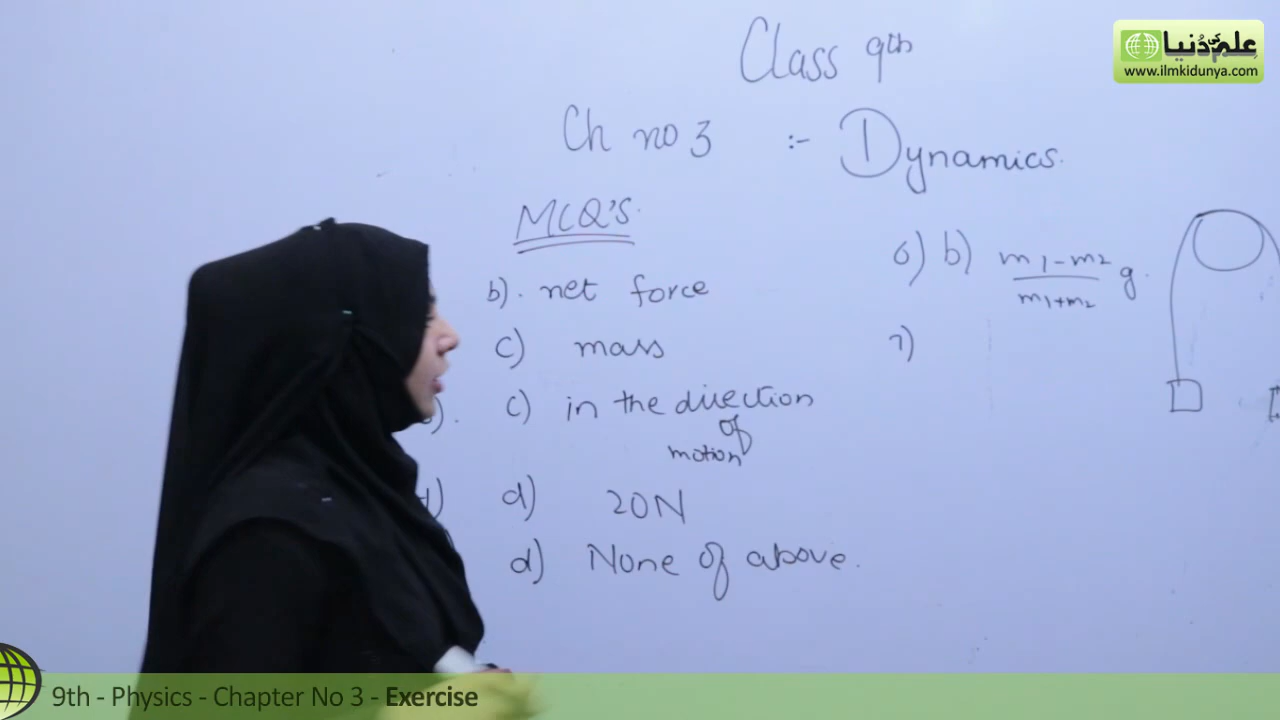 علم کی دُنیا
www.ilmkidunya.com
Class 9th
Ch no 3 :- Dynamics.
MCQ'S.
b). net force
c) mass
c) in the direction
of
motion
d) 20N
d) None of above.
6) b) m1-m2
m1+m2 g.
7)
9th - Physics - Chapter No 3 - Exercise